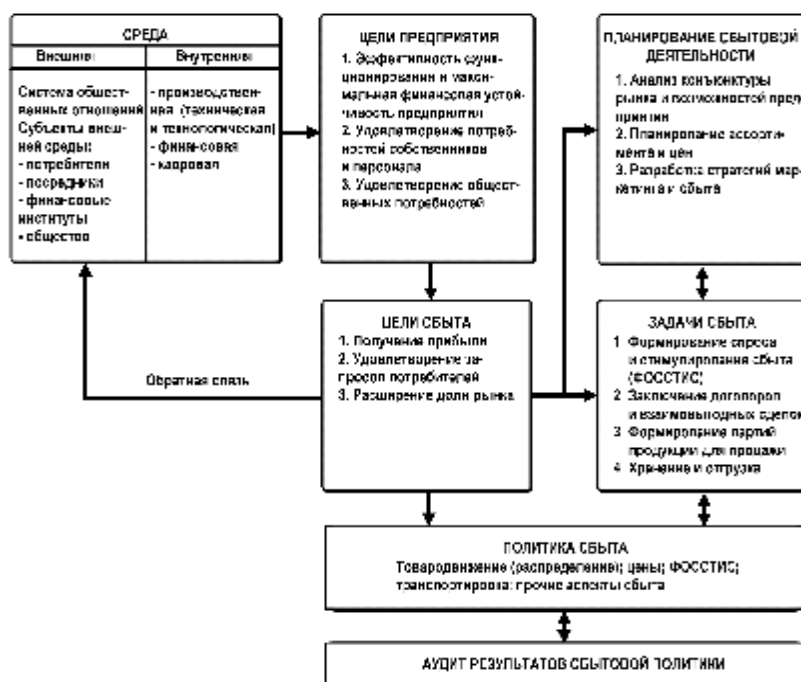 СРЕДА
Внешняя
Внутренняя
Система общест-
венных отношений
Субъекты внеш-
ней среды:
- потребители
- посредники
- финансовые
институты
- общество
- производствен-
ная (техническая
и технологическая)
- финансовая
- кадровая
ЦЕЛИ ПРЕДПРИЯТИЯ
1. Эффективность функ-
ционирования и макси-
мальная финансовая устой-
чивость предприятия
2. Удовлетворение потреб-
ностей собственников
и персонала
3. Удовлетворение общест-
венных потребностей
ПЛАНИРОВАНИЕ СБЫТОВОЙ
ДЕЯТЕЛЬНОСТИ
1. Анализ конъюнктуры
рынка и возможностей пред-
приятия
2. Планирование ассорти-
мента и цен
3. Разработка стратегий мар-
кетинга и сбыта
ЦЕЛИ СБЫТА
1. Получение прибыли
2. Удовлетворение за-
просов потребителей
3. Расширение доли рынка
Обратная связь
ЗАДАЧИ СБЫТА
1 Формирование спроса
и стимулирования сбыта
(ФОССТИС)
2 Заключение договоров
и взаимовыгодных сделок
3 Формирование партий
продукции для продажи
4 Хранение и отгрузка
ПОЛИТИКА СБЫТА
Товародвижение (распределение); цены; ФОССТИС;
транспортировка; прочие аспекты сбыта
АУДИТ РЕЗУЛЬТАТОВ СБЫТОВОЙ ПОЛИТИКИ